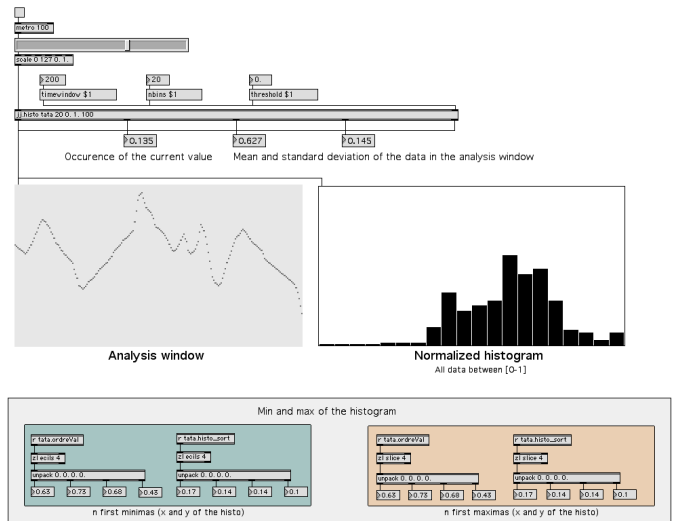 metro 100
scale 0 127 0. 1.
200
20
0.
timewindow $1
nbins $1
threshold $1
jj.histo tata 20 0. 1. 100
0.135
0.627
0.145
Occurence of the current value
Mean and standard deviation of the data in the analysis window
Analysis window
Normalized histogram
All data between [0-1]
Min and max of the histogram
r tata.ordreVal
r tata.histo_sort
r tata.ordreVal
r tata.histo_sort
zl ecils 4
zl ecils 4
zl slice 4
zl slice 4
unpack 0. 0. 0. 0.
unpack 0. 0. 0. 0.
unpack 0. 0. 0. 0.
unpack 0. 0. 0. 0.
0.63 0.73 0.68 0.43
0.17 0.14 0.14 0.1
0.63 0.73 0.68 0.43
0.17 0.14 0.14 0.1
n first minimas (x and y of the histo)
n first maximas (x and y of the histo)